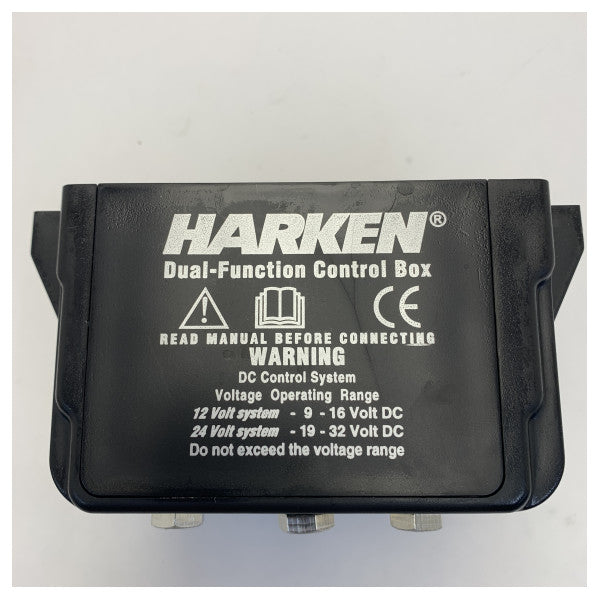 HARKEN®
Dual-Function Control Box
CE
READ MANUAL BEFORE CONNECTING
WARNING
DC Control System
Voltage Operating Range
12 Volt system - 9 - 16 Volt DC
24 Volt system - 19 - 32 Volt DC
Do not exceed the voltage range